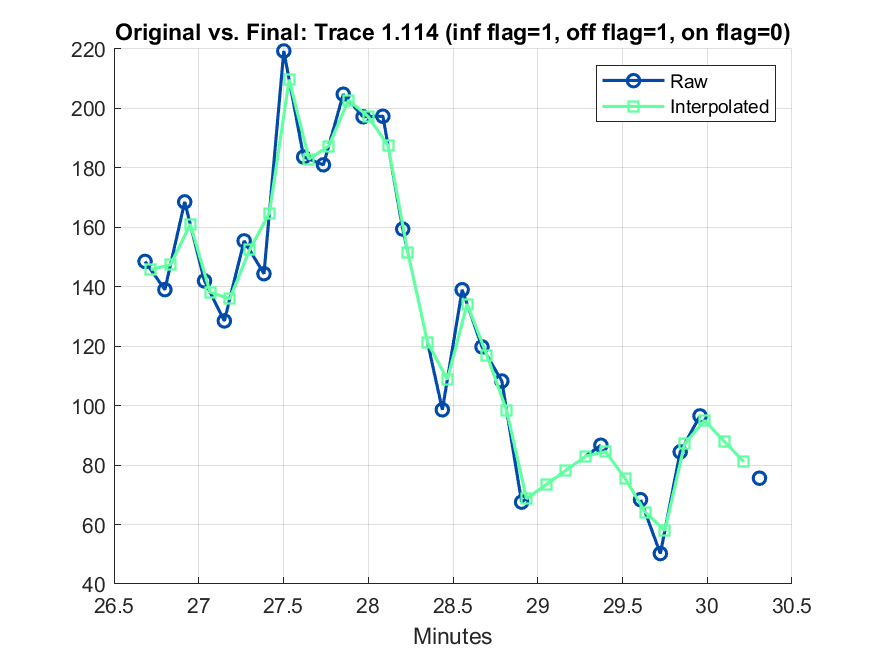 Original vs. Final: Trace 1.114 (inf flag=1, off flag=1, on flag=0)
220
200
180
160
140
120
100
80
60
40
Raw
Interpolated
26.5 27 27.5 28 28.5 29 29.5 30 30.5
Minutes